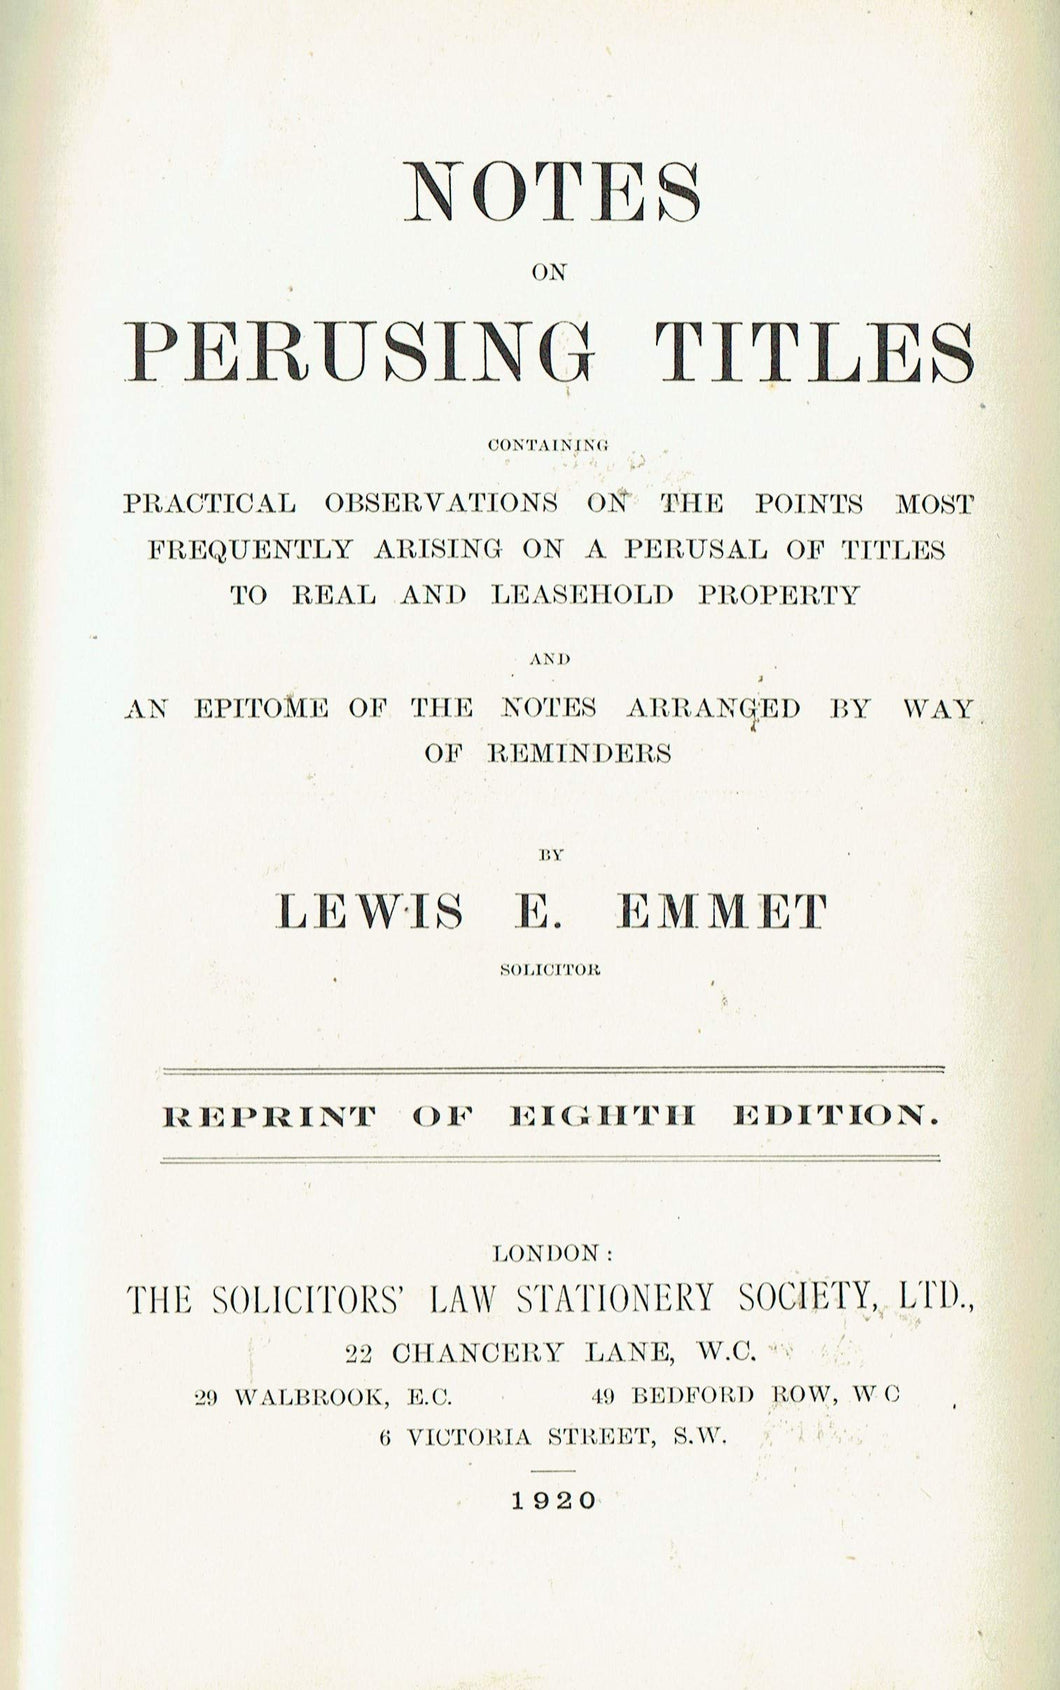 NOTES
ON
PERUSING TITLES
CONTAINING
PRACTICAL OBSERVATIONS ON THE POINTS MOST
FREQUENTLY ARISING ON A PERUSAL OF TITLES
TO REAL AND LEASEHOLD PROPERTY
AND
AN EPITOME OF THE NOTES ARRANGED BY WAY
OF REMINDERS
BY
LEWIS E. EMMET
SOLICITOR
REPRINT OF EIGHTH EDITION.
LONDON:
THE SOLICITORS' LAW STATIONERY SOCIETY, LTD.,
22 CHANCERY LANE, W.C.
29 WALBROOK, E.C. 49 BEDFORD ROW, W C
6 VICTORIA STREET, S.W.
1920